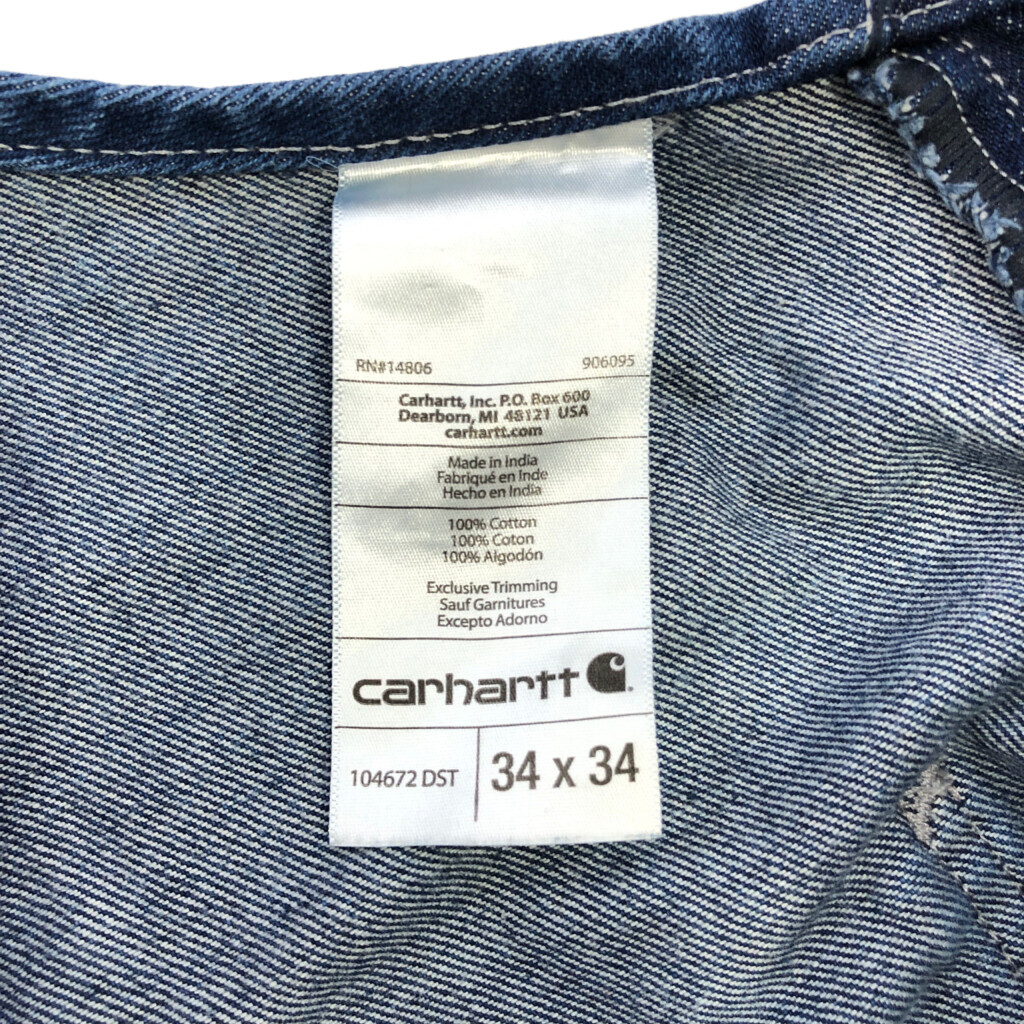 RN#14806 906095
Carhartt, Inc. P.O. Box 600
Dearborn, MI 48121 USA
carhartt.com
Made in India
Fabriqué en Inde
Hecho en India
100% Cotton
100% Coton
100% Algodón
Exclusive Trimming
Sauf Garnitures
Excepto Adorno
carhartt
104672 DST 34 x 34